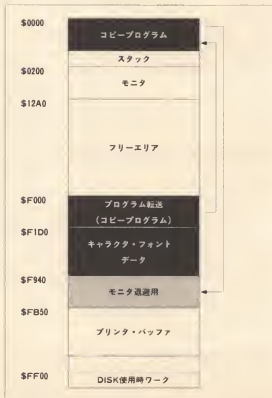 $0000
コピープログラム
スタック
$0200
モニタ
$12A0
フリーエリア
$F000
プログラム転送
(コピープログラム)
$F1D0
キャラクタ・フォント
データ
$F940
モニタ退避用
$FB50
プリンタ・バッファ
$FF00
DISK使用時ワーク